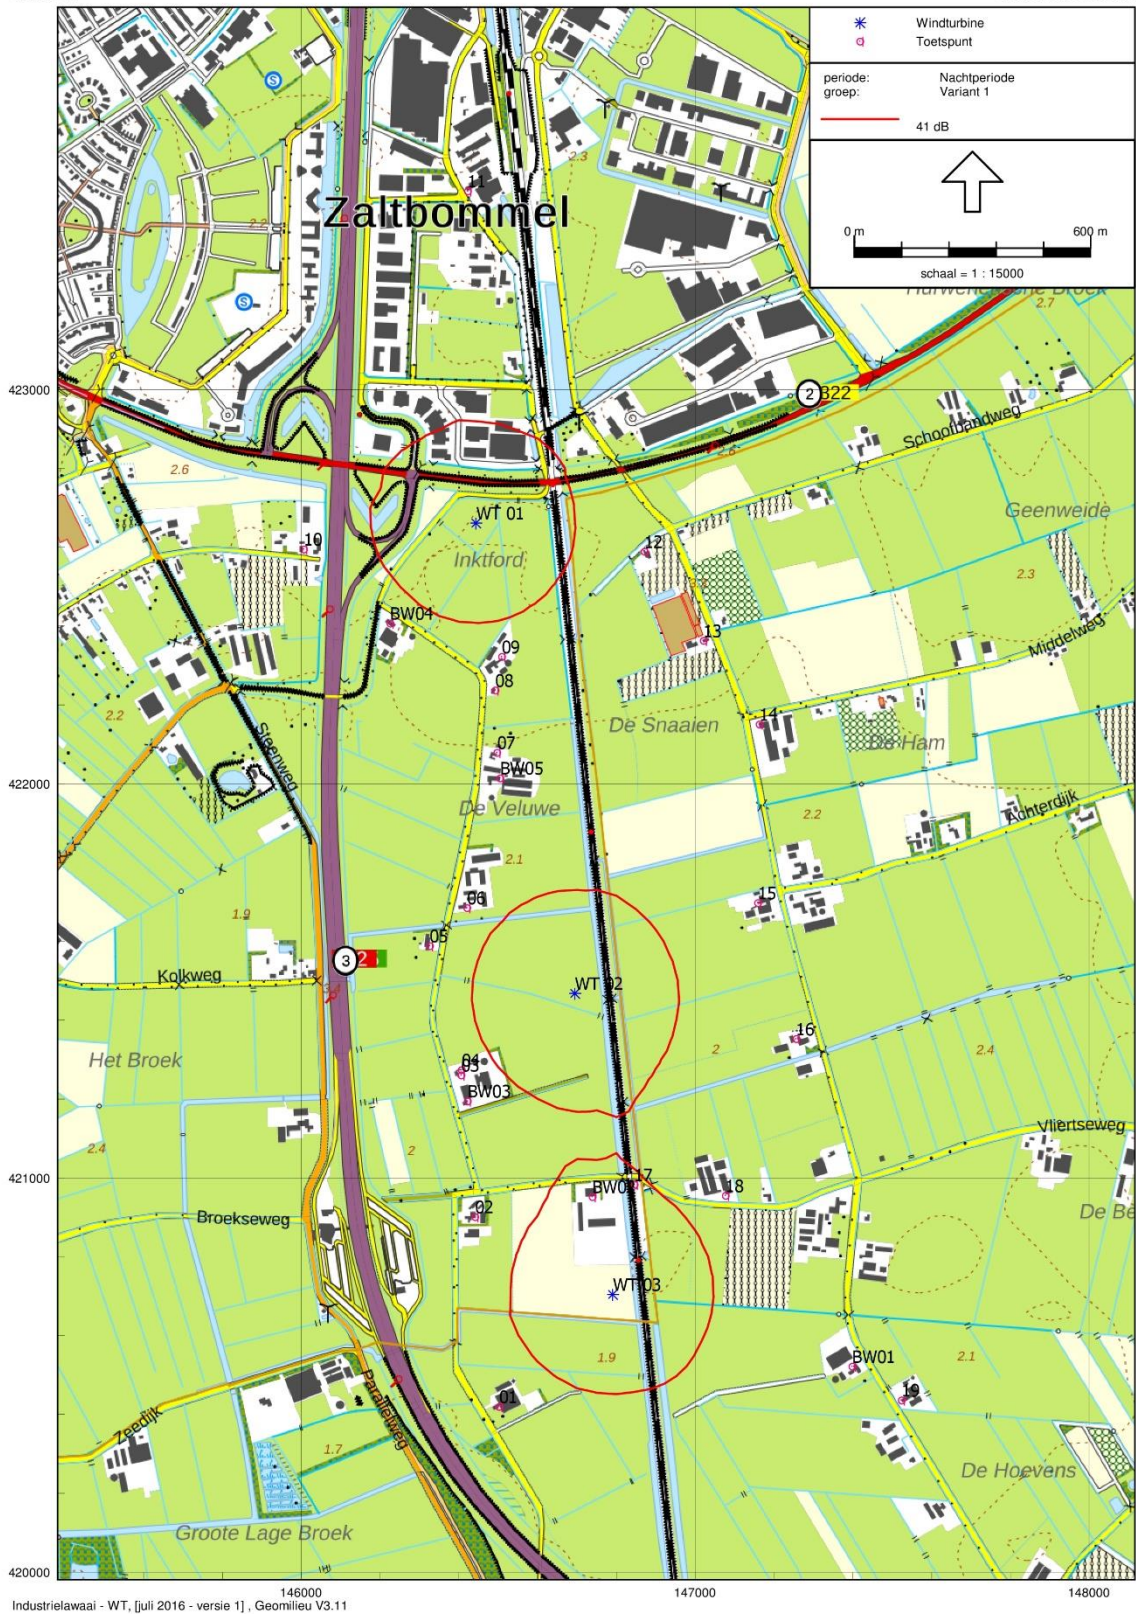 Windturbine
Toetspunt
periode: Nachtperiode
groep: Variant 1
41 dB
0 m 600 m
schaal = 1 : 15000
S
2.3
11
Zaltbommel
2.2
S
2.7
423000
2 322
Schoofbandweg
2.6
2.6
WT 01
Geenweide
10
Inktford
12
2.3
BW04
13
Middelweg
09
08
2.2
De Snaaien
14
De Ham
Steenweg
07
BW05
422000
De Veluwe
Achterdijk
2.2
2.1
06
15
1.9
05
3 2
Kolkweg
WT 02
16
Het Broek
2
2.4
04
03
BW03
2.4
2
Vliertseweg
421000
17
BW02
18
02
Broekseweg
De Be
WT 03
1.9
BW01
2.1
Parallelweg
01
19
Zeedijk
1.7
De Hoevens
Groote Lage Broek
420000
146000 147000 148000
Industrielawaai - WT, [juli 2016 - versie 1] , Geomilieu V3.11